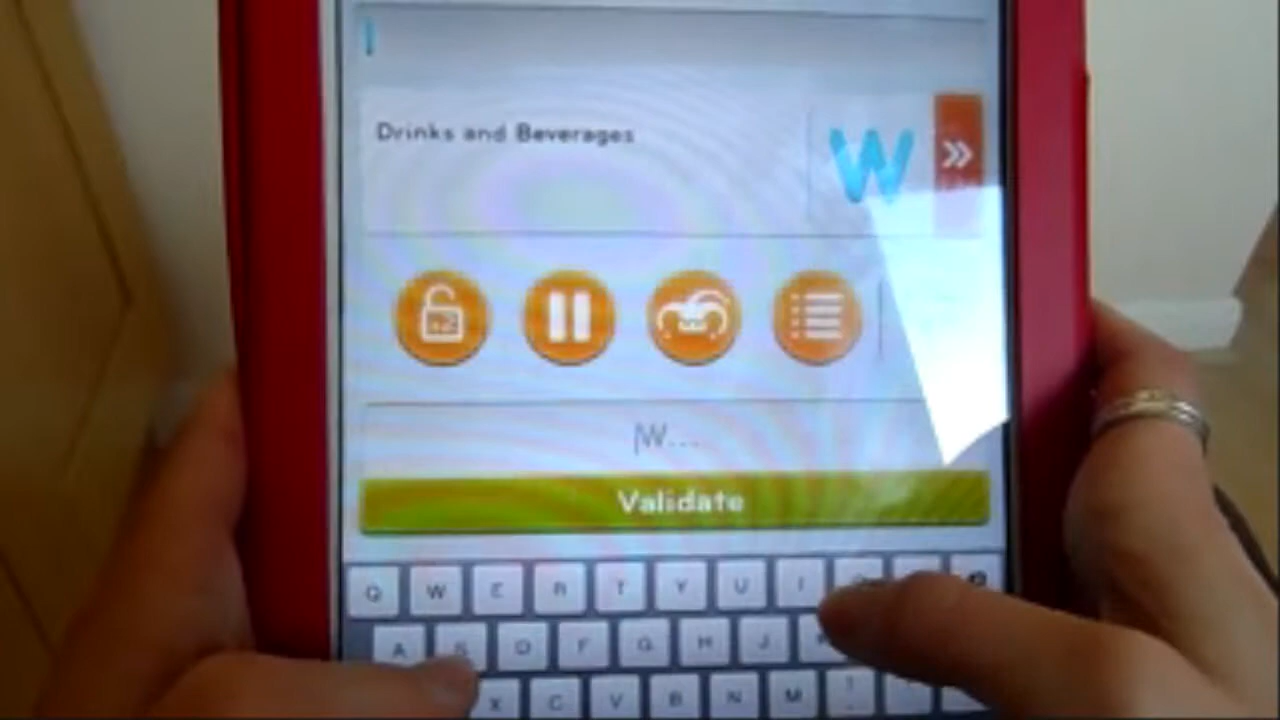 Drinks and Beverages
W
W...
Validate
Q W E R T Y U I
A S D F G H J
X C V B N M !